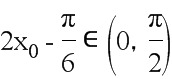 2x₀ - π/6 ∈ (0, π/2)